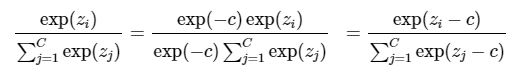 \frac{\exp(z_i)}{\sum_{j=1}^{C} \exp(z_j)} = \frac{\exp(-c)\exp(z_i)}{\exp(-c)\sum_{j=1}^{C} \exp(z_j)} = \frac{\exp(z_i - c)}{\sum_{j=1}^{C} \exp(z_j - c)}